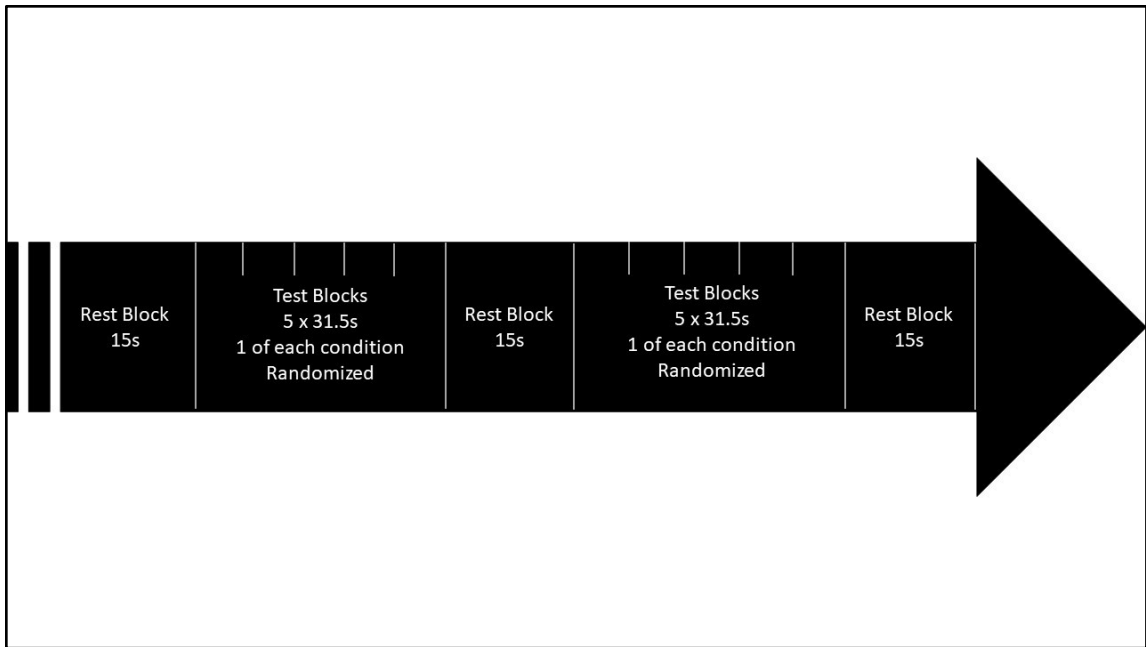 Rest Block
15s
Test Blocks
5 x 31.5s
1 of each condition
Randomized
Rest Block
15s
Test Blocks
5 x 31.5s
1 of each condition
Randomized
Rest Block
15s